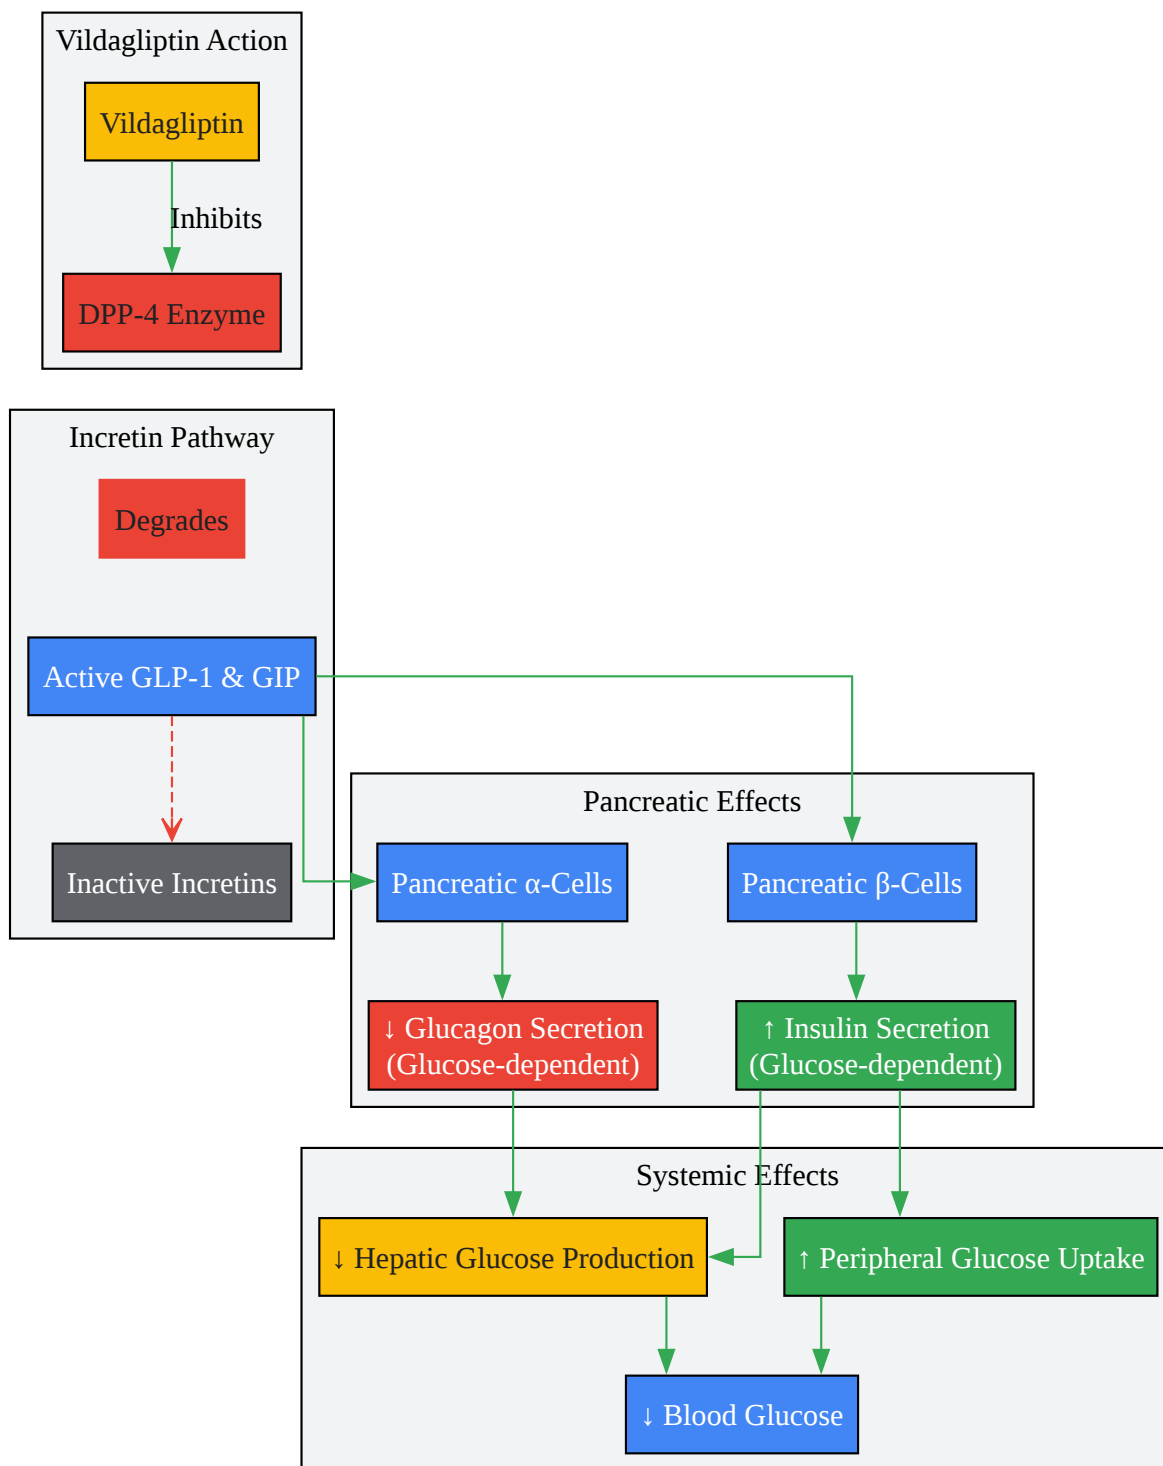 Vildagliptin Action
Vildagliptin
Inhibits
DPP-4 Enzyme
Incretin Pathway
Degrades
Active GLP-1 & GIP
Inactive Incretins
Pancreatic Effects
Pancreatic α-Cells
Pancreatic β-Cells
↓ Glucagon Secretion
(Glucose-dependent)
↑ Insulin Secretion
(Glucose-dependent)
Systemic Effects
↓ Hepatic Glucose Production
↑ Peripheral Glucose Uptake
↓ Blood Glucose